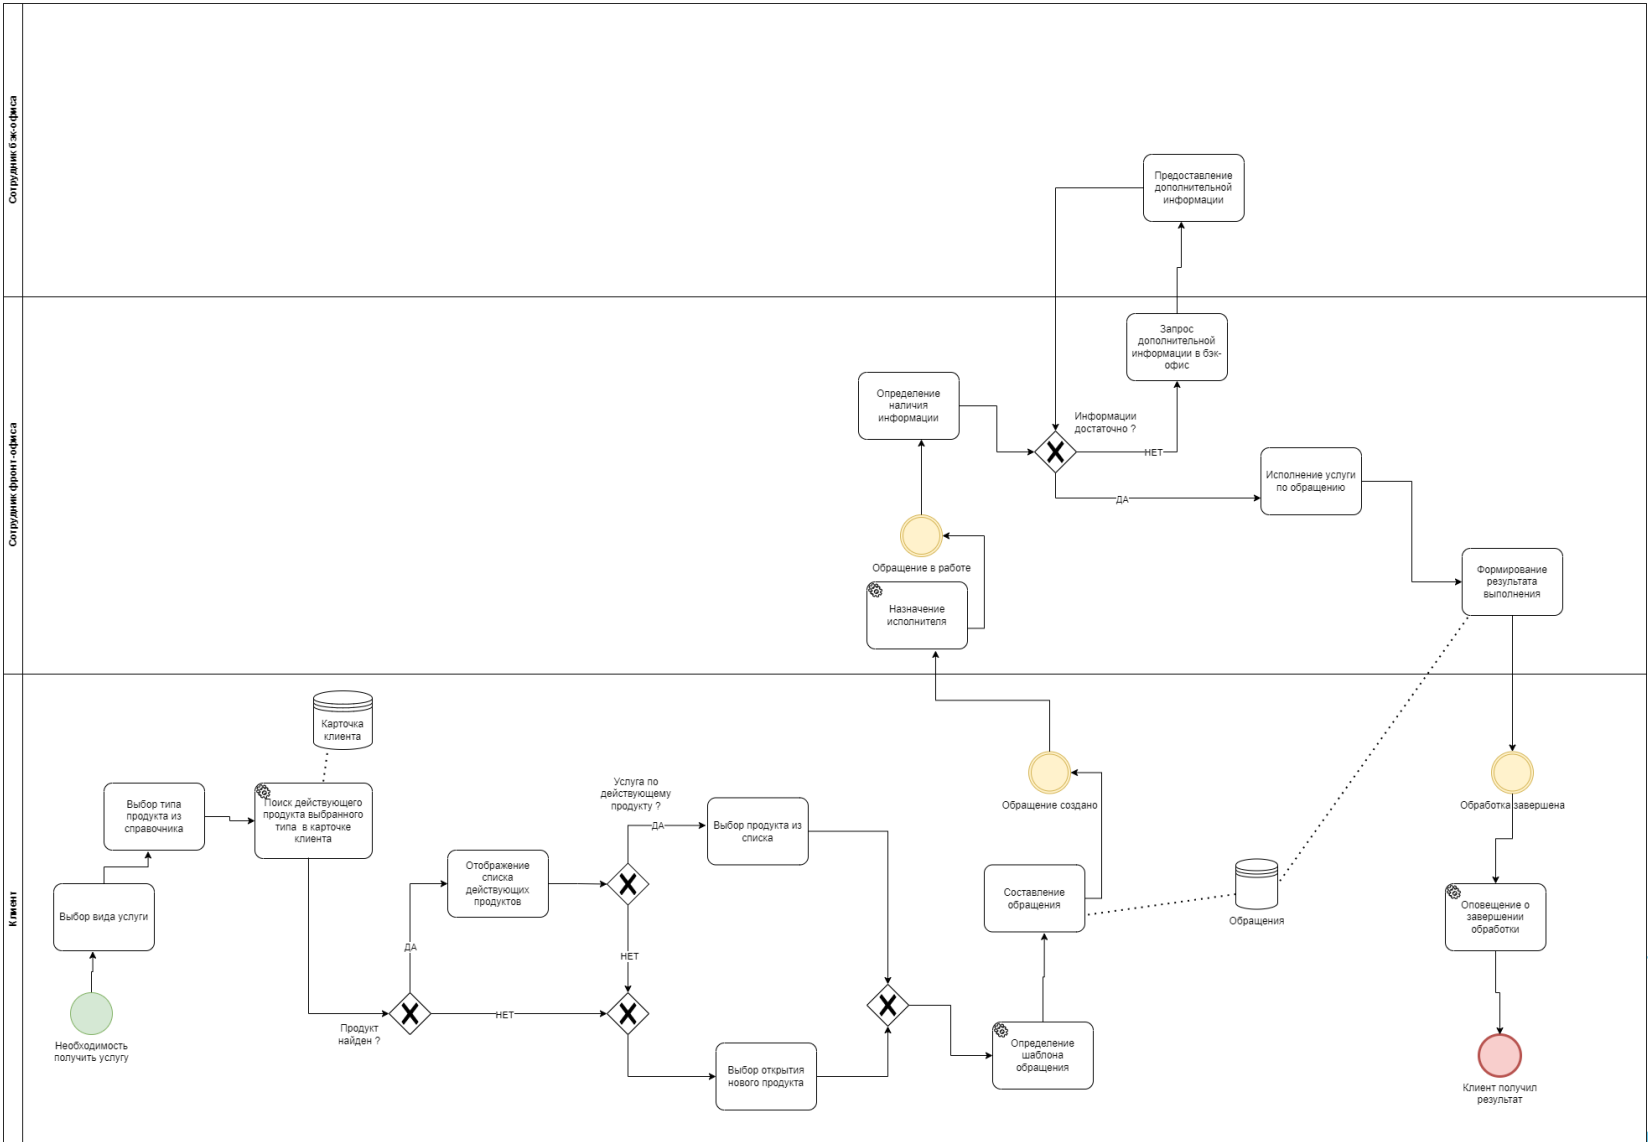 Сотрудник бэк-офиса
Предоставление
дополнительной
информации
Сотрудник фронт-офиса
Запрос
дополнительной
информации в бэк-
офис
Определение
наличия
информации
Информации
достаточно ?
НЕТ
ДА
Исполнение услуги
по обращению
Обращение в работе
Назначение
исполнителя
Формирование
результата
выполнения
Клиент
Карточка
клиента
Выбор типа
продукта из
справочника
Поиск действующего
продукта выбранного
типа в карточке
клиента
Выбор вида услуги
Необходимость
получить услугу
Продукт
найден ?
ДА
НЕТ
Отображение
списка
действующих
продуктов
Услуга по
действующему
продукту ?
ДА
НЕТ
Выбор продукта из
списка
Выбор открытия
нового продукта
Определение
шаблона
обращения
Составление
обращения
Обращение создано
Обращения
Обработка завершена
Оповещение о
завершении
обработки
Клиент получил
результат